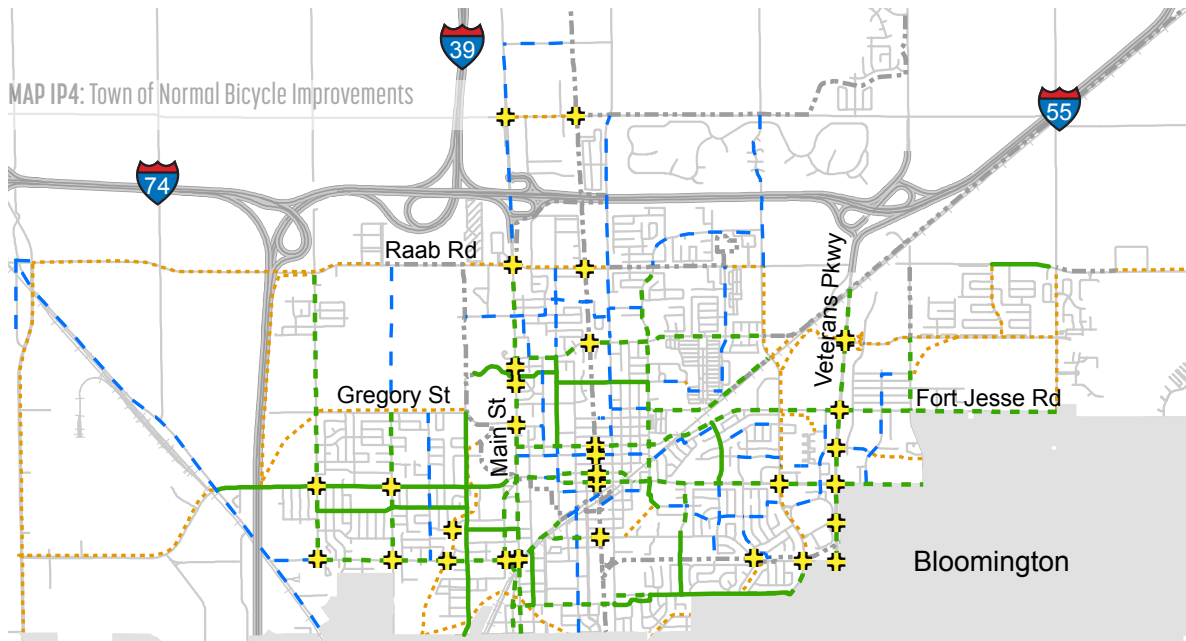 39
MAP IP4: Town of Normal Bicycle Improvements
55
74
Raab Rd
Veterans Pkwy
Gregory St
Main St
Fort Jesse Rd
Bloomington